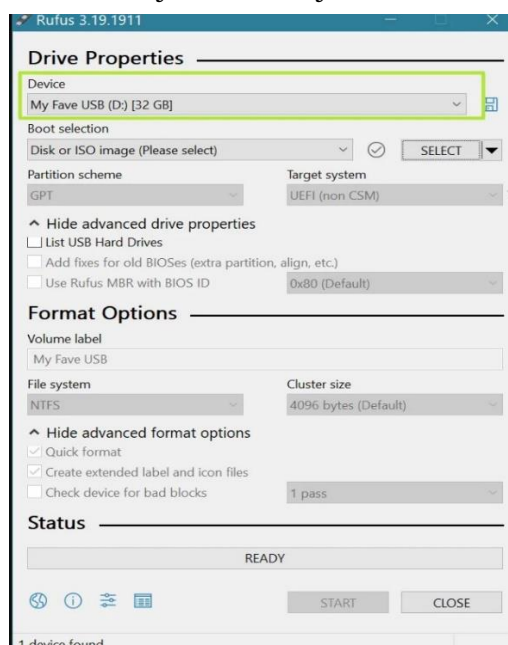 Rufus 3.19.1911
Drive Properties
Device
My Fave USB (D:) [32 GB]
Boot selection
Disk or ISO image (Please select)
SELECT
Partition scheme
Target system
GPT
UEFI (non CSM)
Hide advanced drive properties
List USB Hard Drives
Add fixes for old BIOSes (extra partition, align, etc.)
Use Rufus MBR with BIOS ID
0x80 (Default)
Format Options
Volume label
My Fave USB
File system
Cluster size
NTFS
4096 bytes (Default)
Hide advanced format options
Quick format
Create extended label and icon files
Check device for bad blocks
1 pass
Status
READY
START
CLOSE
1 device found